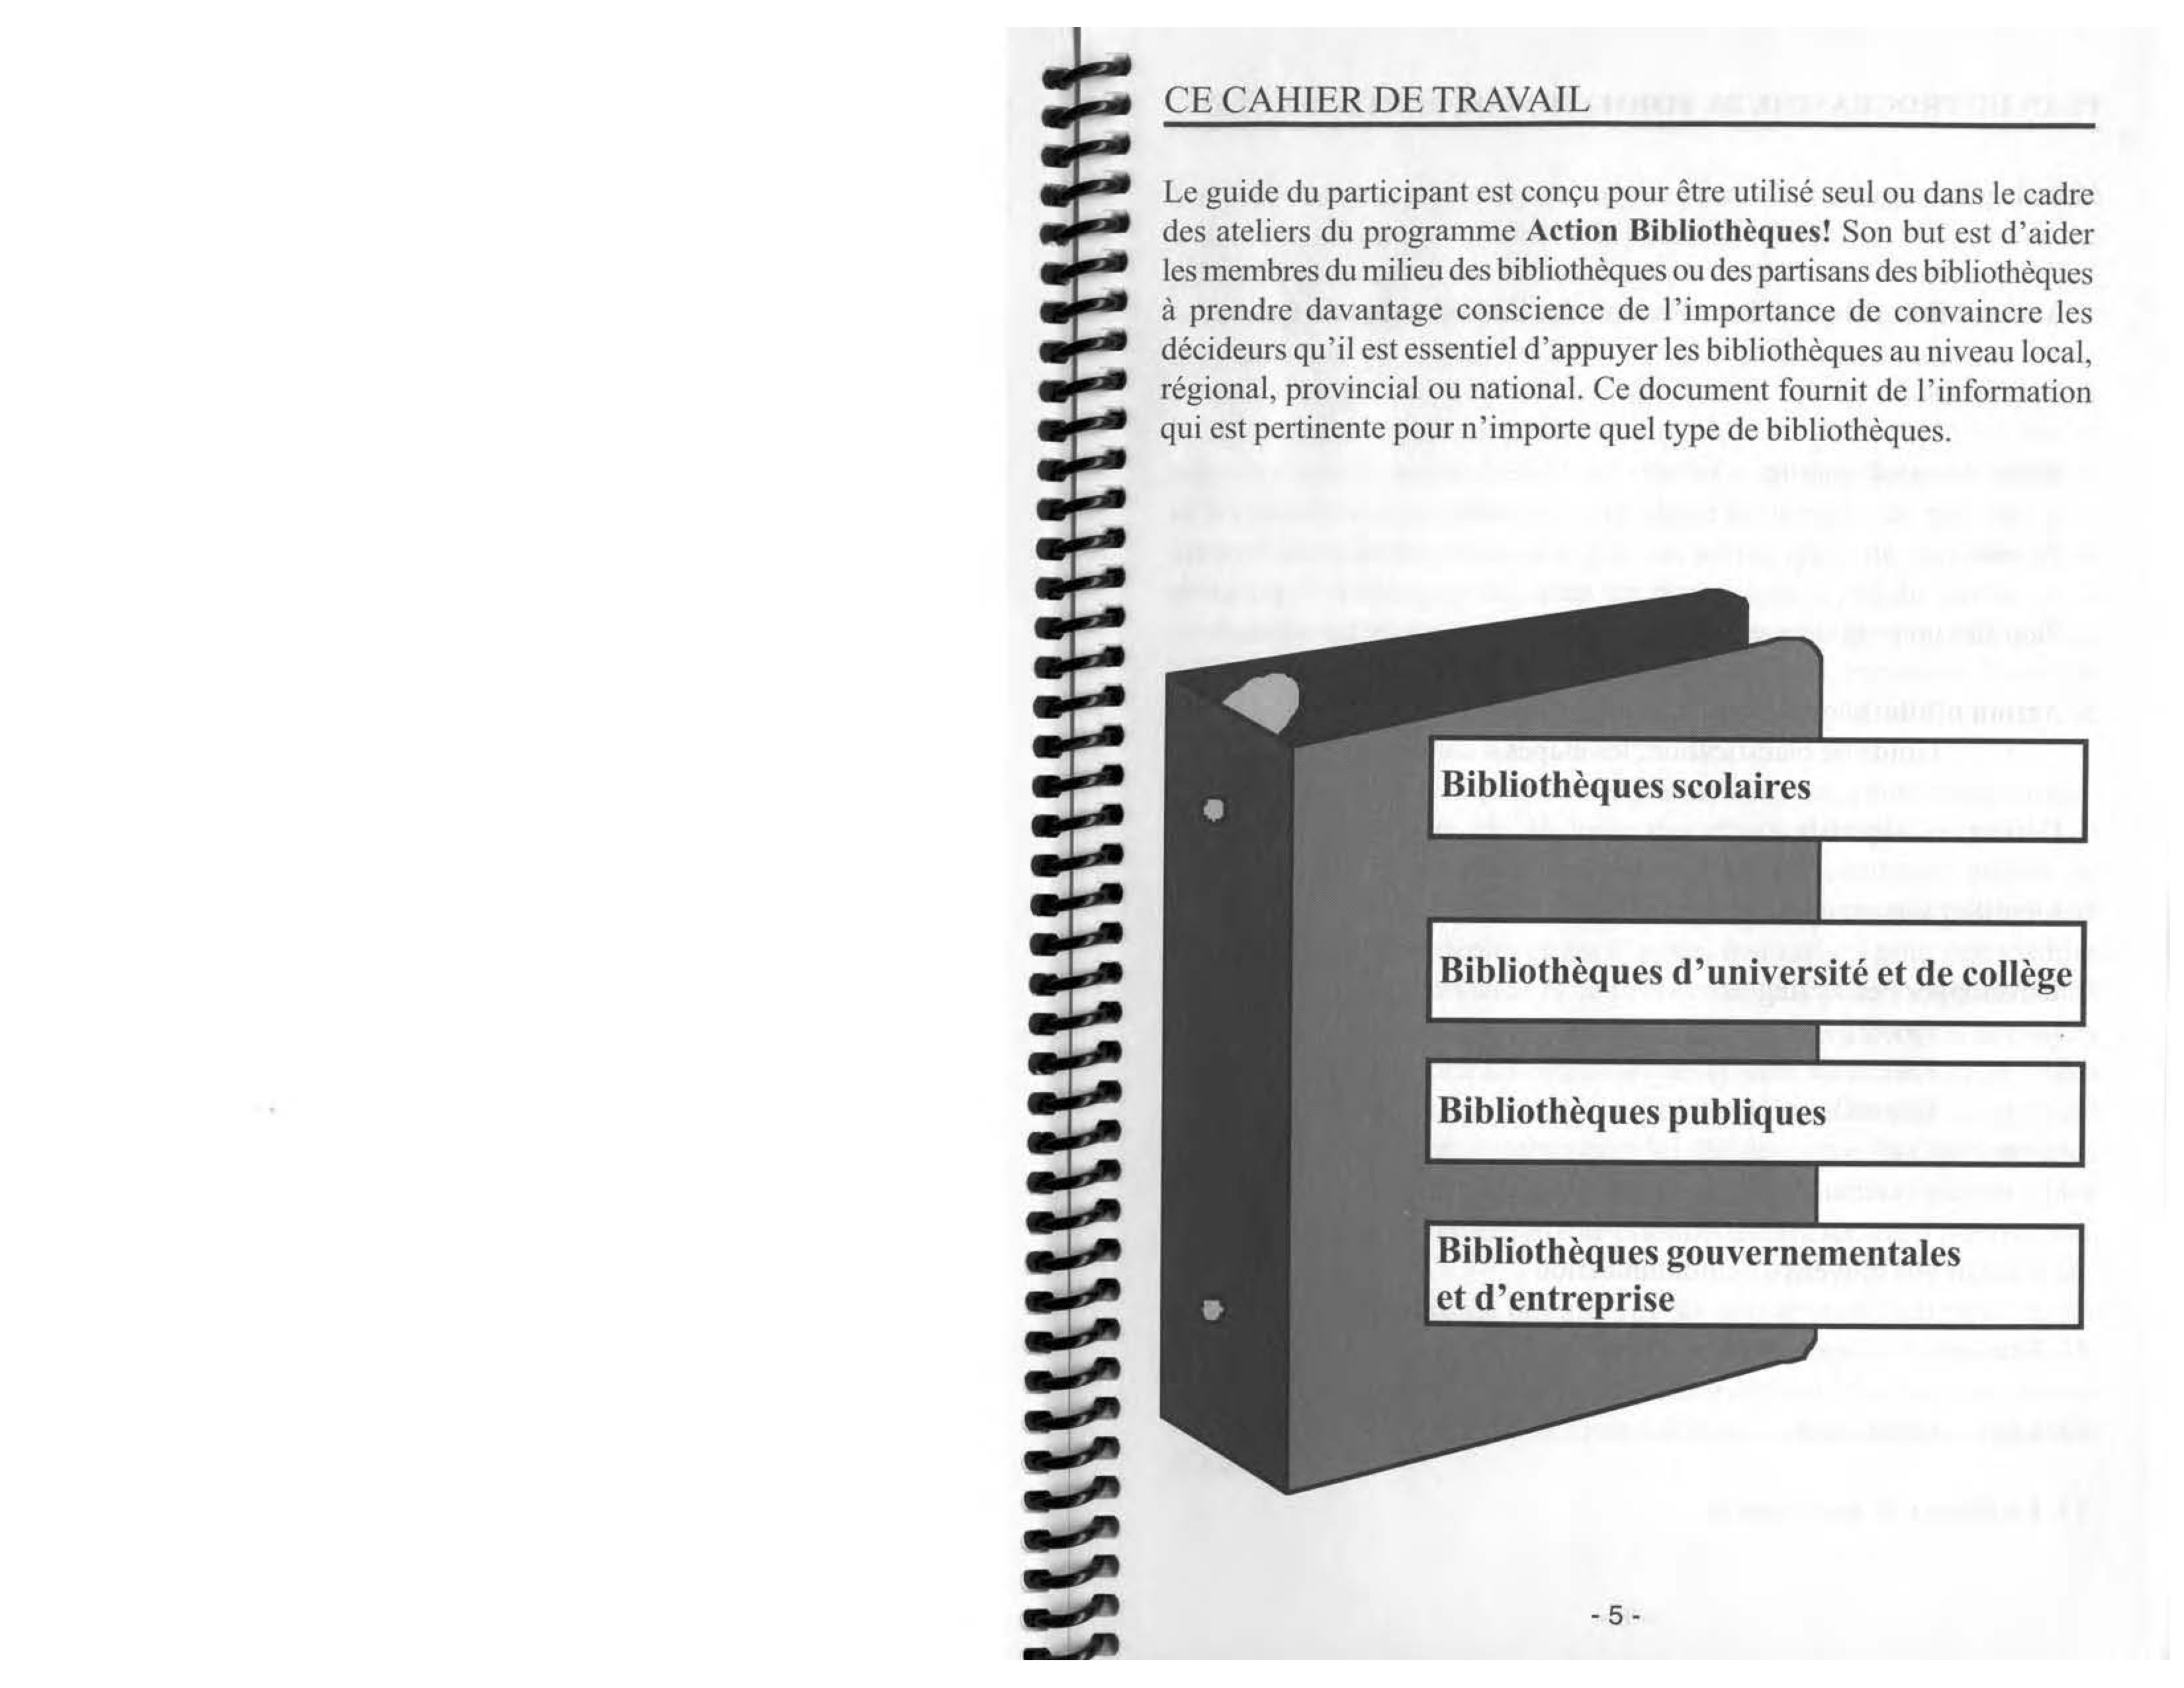 CE CAHIER DE TRAVAIL
Le guide du participant est conçu pour être utilisé seul ou dans le cadre
des ateliers du programme Action Bibliothèques! Son but est d'aider
les membres du milieu des bibliothèques ou des partisans des bibliothèques
à prendre davantage conscience de l'importance de convaincre les
décideurs qu'il est essentiel d'appuyer les bibliothèques au niveau local,
régional, provincial ou national. Ce document fournit de l'information
qui est pertinente pour n'importe quel type de bibliothèques.
Bibliothèques scolaires
Bibliothèques d'université et de collège
Bibliothèques publiques
Bibliothèques gouvernementales
et d'entreprise
- 5 -